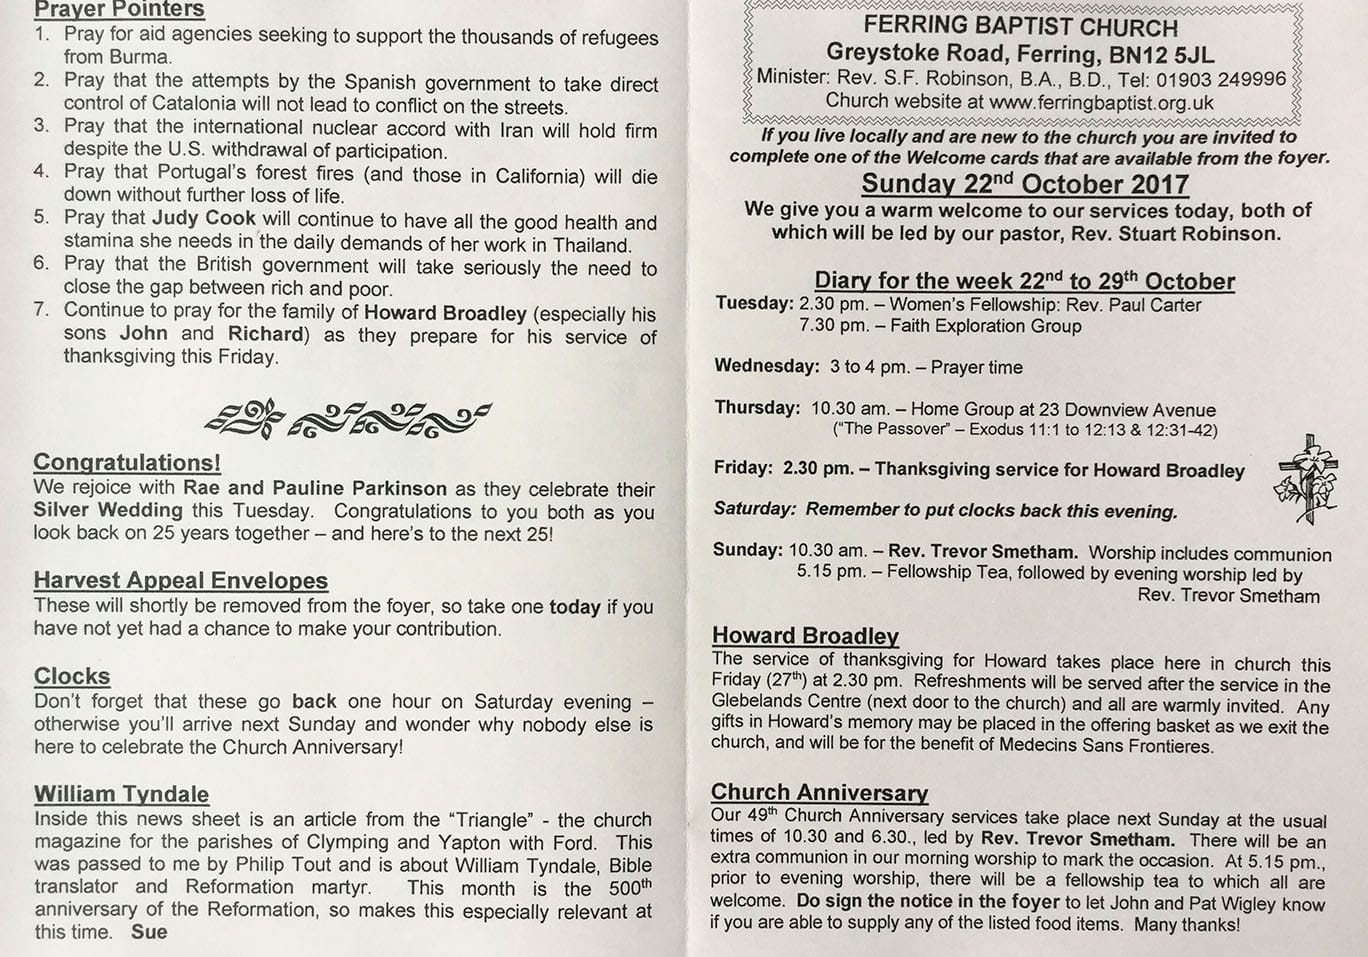 Prayer Pointers
1. Pray for aid agencies seeking to support the thousands of refugees
from Burma.
2. Pray that the attempts by the Spanish government to take direct
control of Catalonia will not lead to conflict on the streets.
3. Pray that the international nuclear accord with Iran will hold firm
despite the U.S. withdrawal of participation.
4. Pray that Portugal's forest fires (and those in California) will die
down without further loss of life.
5. Pray that Judy Cook will continue to have all the good health and
stamina she needs in the daily demands of her work in Thailand.
6. Pray that the British government will take seriously the need to
close the gap between rich and poor.
7. Continue to pray for the family of Howard Broadley (especially his
sons John and Richard) as they prepare for his service of
thanksgiving this Friday.
Congratulations!
We rejoice with Rae and Pauline Parkinson as they celebrate their
Silver Wedding this Tuesday. Congratulations to you both as you
look back on 25 years together – and here's to the next 25!
Harvest Appeal Envelopes
These will shortly be removed from the foyer, so take one today if you
have not yet had a chance to make your contribution.
Clocks
Don't forget that these go back one hour on Saturday evening –
otherwise you'll arrive next Sunday and wonder why nobody else is
here to celebrate the Church Anniversary!
William Tyndale
Inside this news sheet is an article from the “Triangle” - the church
magazine for the parishes of Clymping and Yapton with Ford. This
was passed to me by Philip Tout and is about William Tyndale, Bible
translator and Reformation martyr. This month is the 500th
anniversary of the Reformation, so makes this especially relevant at
this time. Sue
FERRING BAPTIST CHURCH
Greystoke Road, Ferring, BN12 5JL
Minister: Rev. S.F. Robinson, B.A., B.D., Tel: 01903 249996
Church website at www.ferringbaptist.org.uk
If you live locally and are new to the church you are invited to
complete one of the Welcome cards that are available from the foyer.
Sunday 22nd October 2017
We give you a warm welcome to our services today, both of
which will be led by our pastor, Rev. Stuart Robinson.
Diary for the week 22nd to 29th October
Tuesday: 2.30 pm. – Women's Fellowship: Rev. Paul Carter
7.30 pm. – Faith Exploration Group
Wednesday: 3 to 4 pm. – Prayer time
Thursday: 10.30 am. – Home Group at 23 Downview Avenue
(“The Passover” – Exodus 11:1 to 12:13 & 12:31-42)
Friday: 2.30 pm. – Thanksgiving service for Howard Broadley
Saturday: Remember to put clocks back this evening.
Sunday: 10.30 am. – Rev. Trevor Smetham. Worship includes communion
5.15 pm. – Fellowship Tea, followed by evening worship led by
Rev. Trevor Smetham
Howard Broadley
The service of thanksgiving for Howard takes place here in church this
Friday (27th) at 2.30 pm. Refreshments will be served after the service in the
Glebelands Centre (next door to the church) and all are warmly invited. Any
gifts in Howard's memory may be placed in the offering basket as we exit the
church, and will be for the benefit of Medecins Sans Frontieres.
Church Anniversary
Our 49th Church Anniversary services take place next Sunday at the usual
times of 10.30 and 6.30., led by Rev. Trevor Smetham. There will be an
extra communion in our morning worship to mark the occasion. At 5.15 pm.,
prior to evening worship, there will be a fellowship tea to which all are
welcome. Do sign the notice in the foyer to let John and Pat Wigley know
if you are able to supply any of the listed food items. Many thanks!